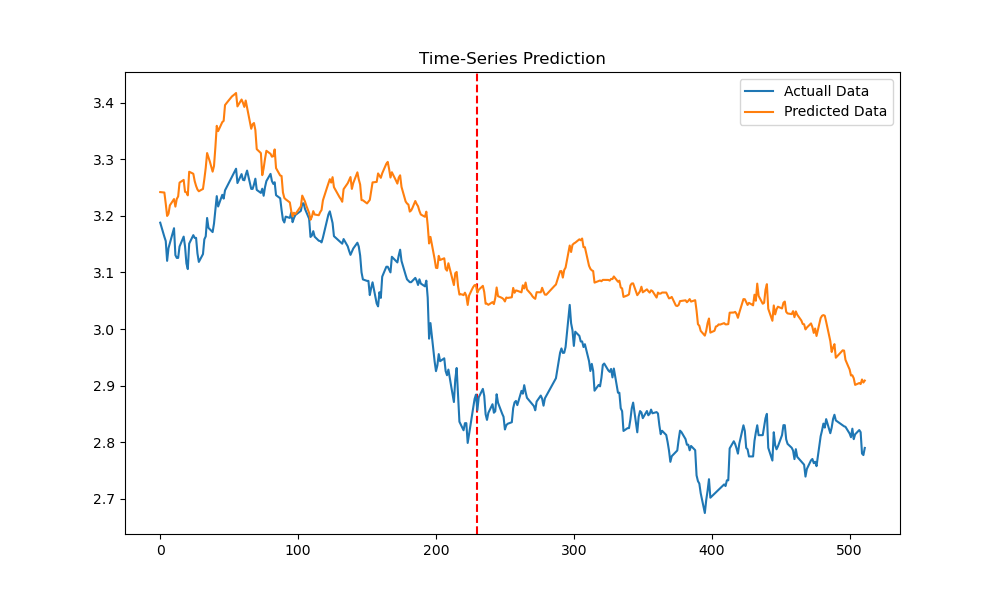 Time-Series Prediction
Actuall Data
Predicted Data
3.4
3.3
3.2
3.1
3.0
2.9
2.8
2.7
0 100 200 300 400 500